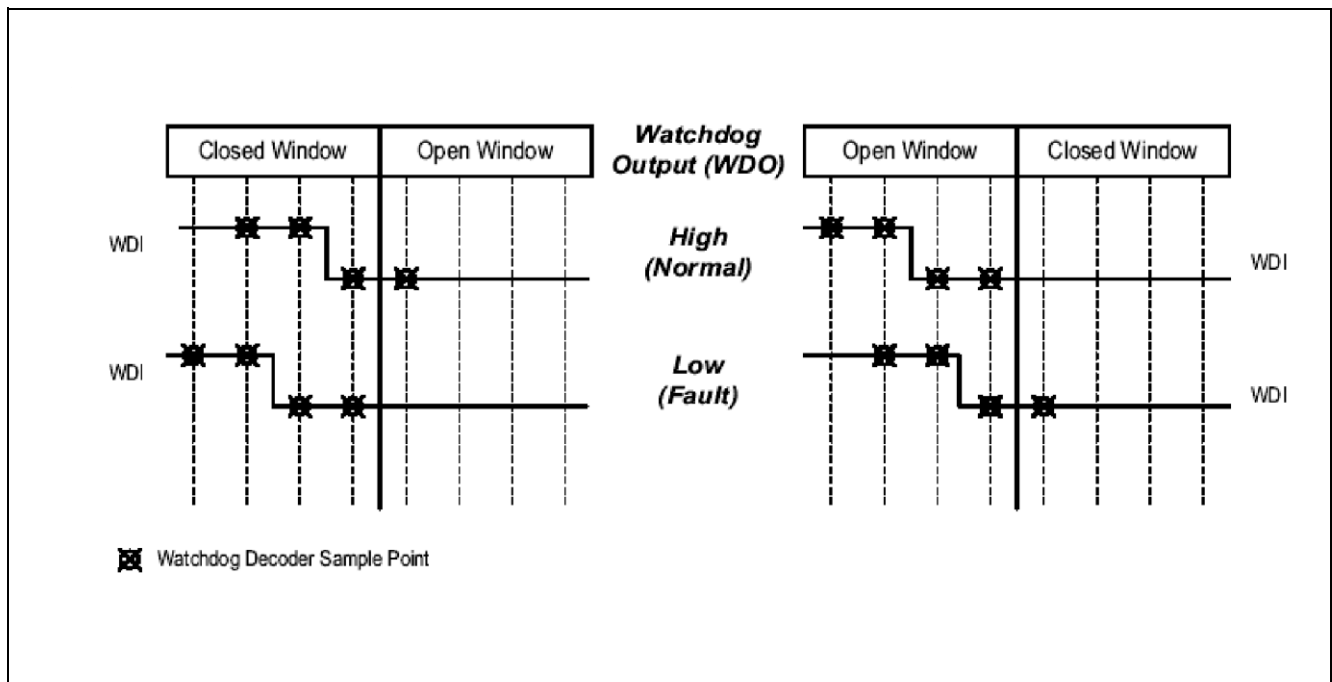 Closed Window
Open Window
Watchdog
Output (WDO)
Open Window
Closed Window
WDI
High
(Normal)
WDI
WDI
Low
(Fault)
WDI
Watchdog Decoder Sample Point